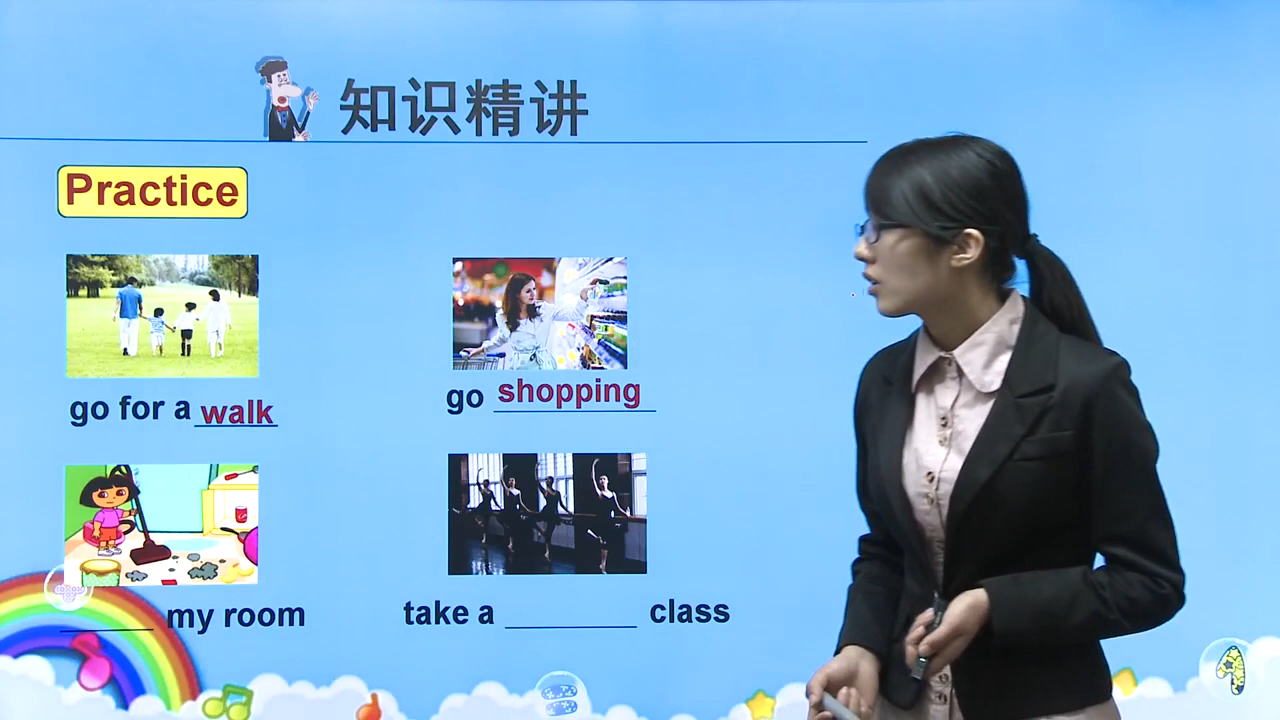 知识精讲
Practice
go for a walk
go shopping
my room
take a class